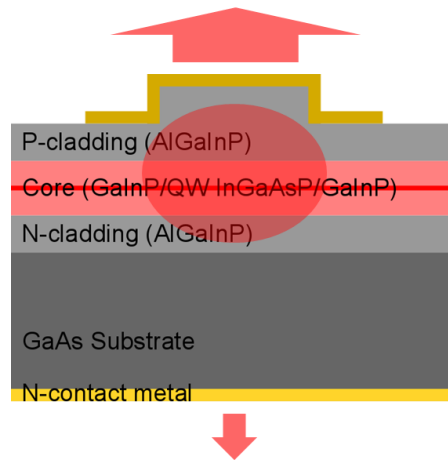 P-cladding (AlGaInP)
Core (GaInP/QW InGaAsP/GaInP)
N-cladding (AlGaInP)
GaAs Substrate
N-contact metal